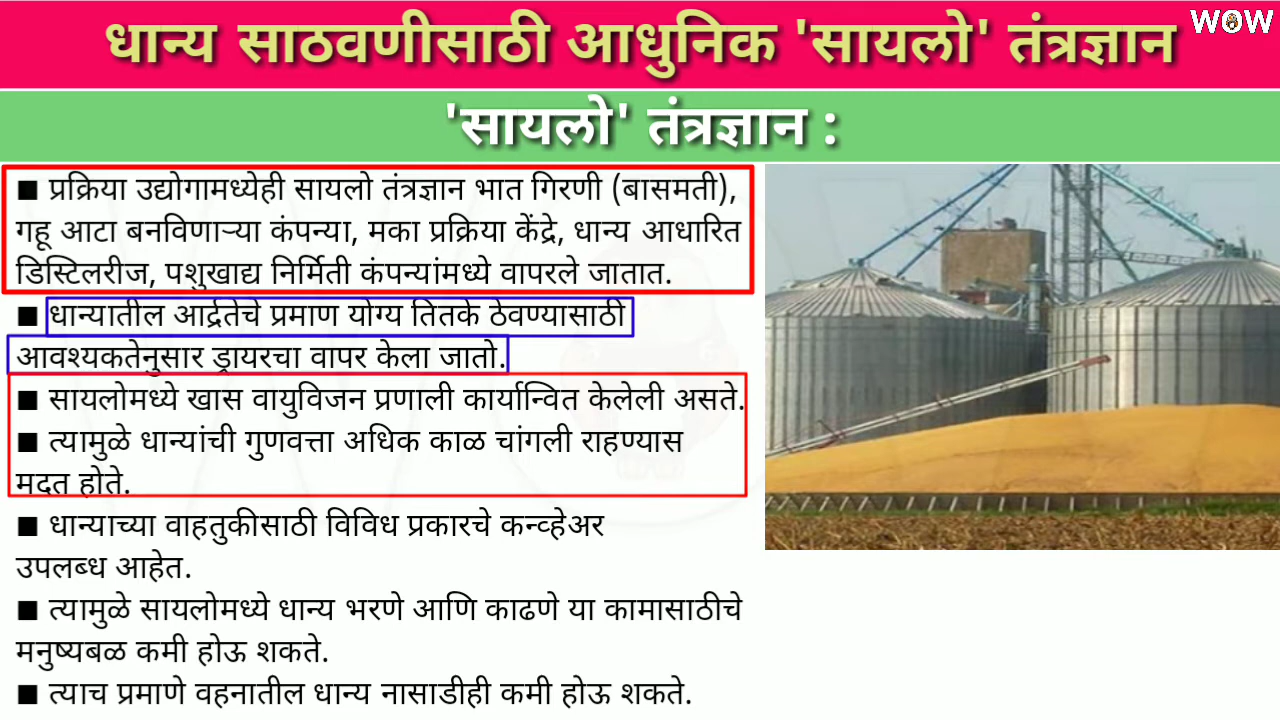 धान्य साठवणीसाठी आधुनिक 'सायलो' तंत्रज्ञान
WOW
'सायलो' तंत्रज्ञान :
■ प्रक्रिया उद्योगामध्येही सायलो तंत्रज्ञान भात गिरणी (बासमती),
गहू आटा बनविणाऱ्या कंपन्या, मका प्रक्रिया केंद्रे, धान्य आधारित
डिस्टिलरीज, पशुखाद्य निर्मिती कंपन्यांमध्ये वापरले जातात.
■ धान्यातील आर्द्रतेचे प्रमाण योग्य तितके ठेवण्यासाठी
आवश्यकतेनुसार ड्रायरचा वापर केला जातो.
■ सायलोमध्ये खास वायुविजन प्रणाली कार्यान्वित केलेली असते.
■ त्यामुळे धान्यांची गुणवत्ता अधिक काळ चांगली राहण्यास
मदत होते.
■ धान्याच्या वाहतुकीसाठी विविध प्रकारचे कन्व्हेअर
उपलब्ध आहेत.
■ त्यामुळे सायलोमध्ये धान्य भरणे आणि काढणे या कामासाठीचे
मनुष्यबळ कमी होऊ शकते.
■ त्याच प्रमाणे वहनातील धान्य नासाडीही कमी होऊ शकते.